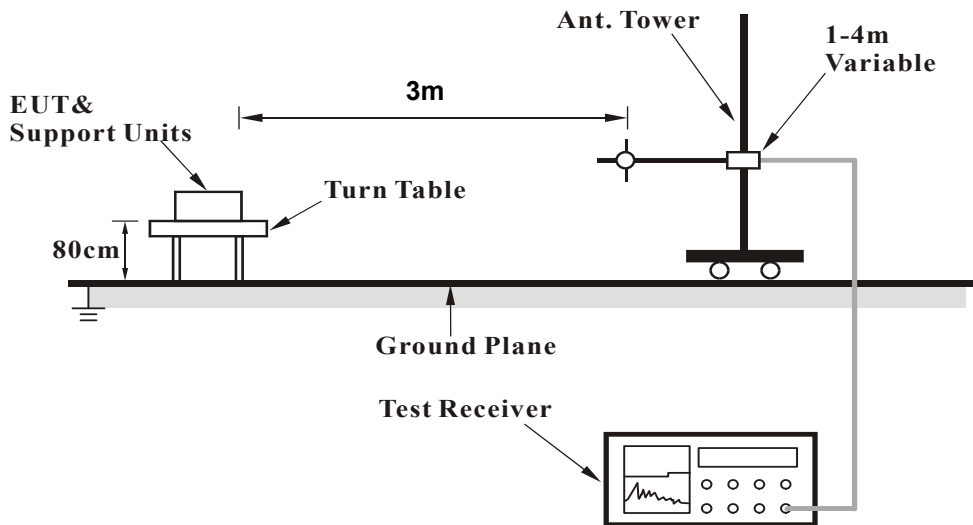 Ant. Tower
1-4m
Variable
3m
EUT&
Support Units
Turn Table
80cm
Ground Plane
Test Receiver